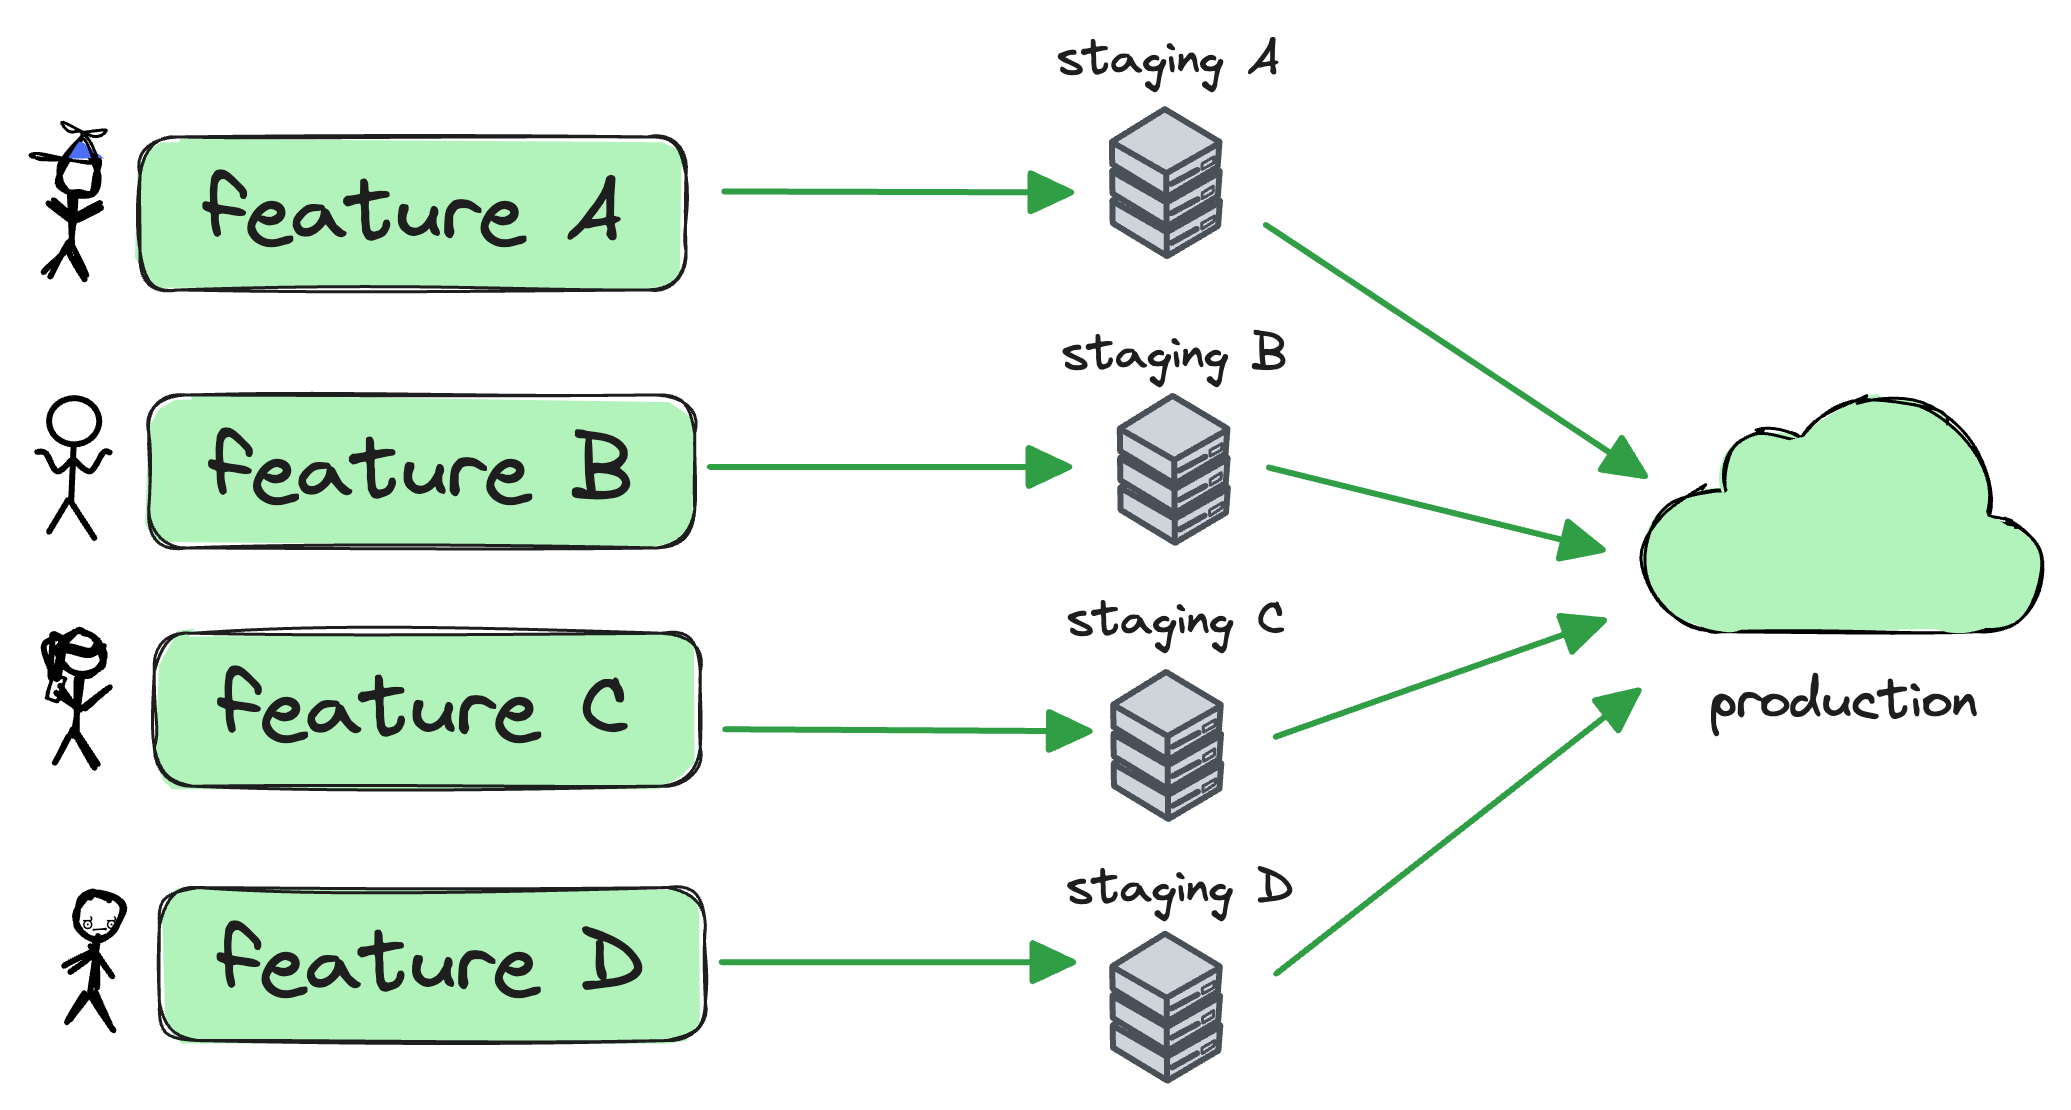 staging A
feature A
staging B
feature B
staging C
feature C
production
staging D
feature D